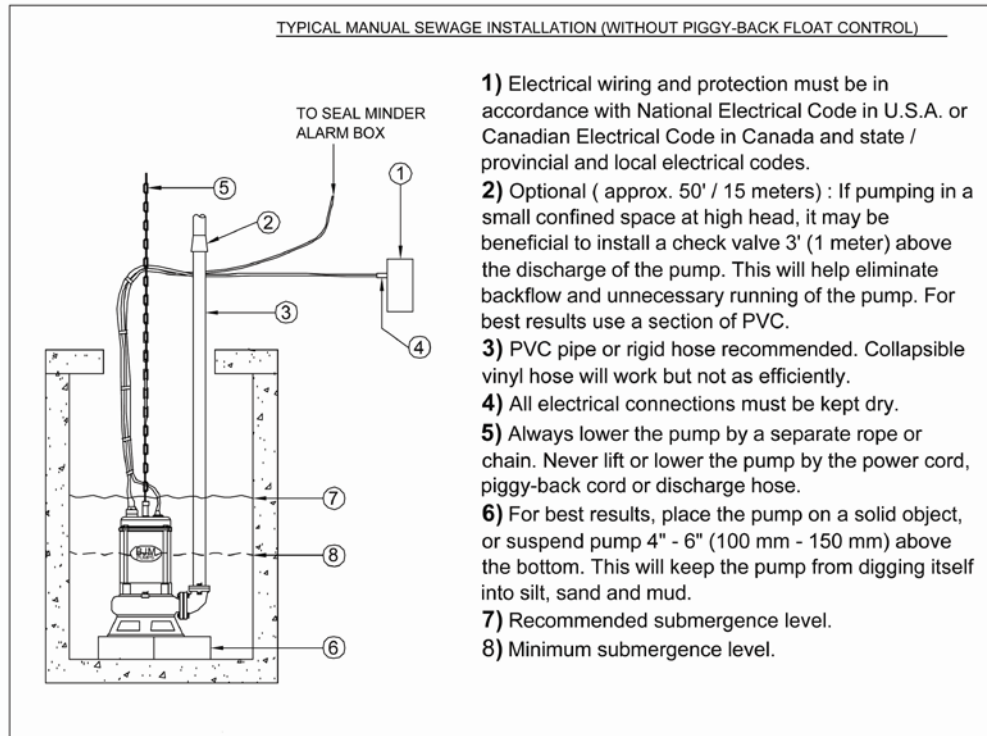 TYPICAL MANUAL SEWAGE INSTALLATION (WITHOUT PIGGY-BACK FLOAT CONTROL)
TO SEAL MINDER
ALARM BOX
5
1
2
3
4
7
8
6
1) Electrical wiring and protection must be in
accordance with National Electrical Code in U.S.A. or
Canadian Electrical Code in Canada and state /
provincial and local electrical codes.
2) Optional ( approx. 50' / 15 meters) : If pumping in a
small confined space at high head, it may be
beneficial to install a check valve 3' (1 meter) above
the discharge of the pump. This will help eliminate
backflow and unnecessary running of the pump. For
best results use a section of PVC.
3) PVC pipe or rigid hose recommended. Collapsible
vinyl hose will work but not as efficiently.
4) All electrical connections must be kept dry.
5) Always lower the pump by a separate rope or
chain. Never lift or lower the pump by the power cord,
piggy-back cord or discharge hose.
6) For best results, place the pump on a solid object,
or suspend pump 4" - 6" (100 mm - 150 mm) above
the bottom. This will keep the pump from digging itself
into silt, sand and mud.
7) Recommended submergence level.
8) Minimum submergence level.